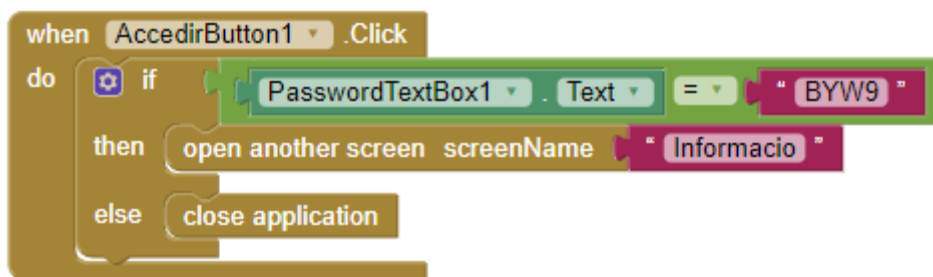 when AccedirButton1 .Click
do if PasswordTextBox1 . Text = " BYW9 "
then open another screen screenName " Informacio "
else close application